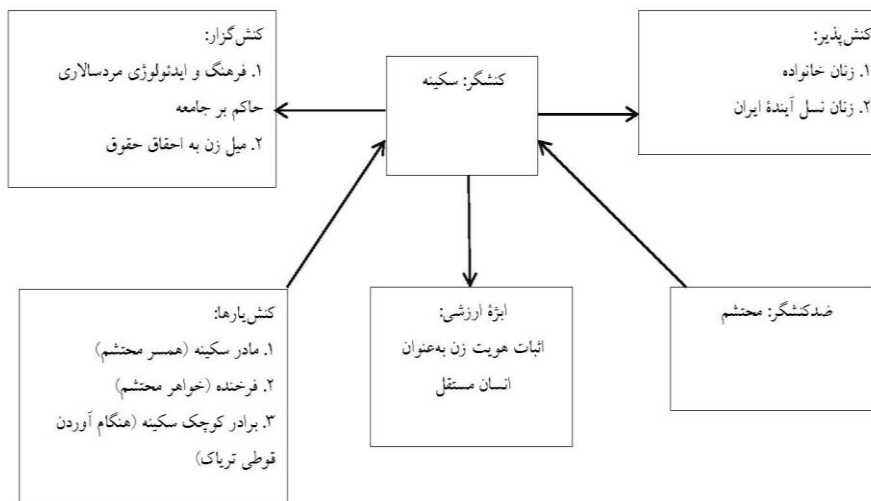 کنش‌پذیر:
۱. زنان خانواده
۲. زنان نسل آیندهٔ ایران
کنشگر: سکینه
کنش‌گزار:
۱. فرهنگ و ایدئولوژی مردسالاری
حاکم بر جامعه
۲. میل زن به احقاق حقوق
ضدکنشگر: محتشم
ابژهٔ ارزشی:
اثبات هویت زن به‌عنوان
انسان مستقل
کنش‌یارها:
۱. مادر سکینه (همسر محتشم)
۲. فرخنده (خواهر محتشم)
۳. برادر کوچک سکینه (هنگام آوردن
قوطی تریاک)